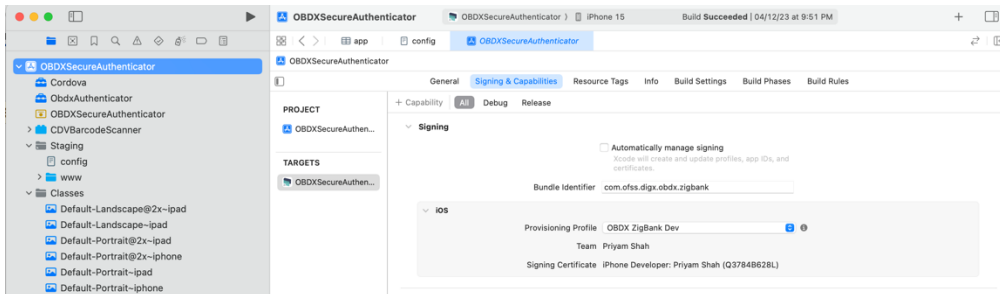 OBDXSecureAuthenticator
OBDXSecureAuthenticator
iPhone 15
Build Succeeded | 04/12/23 at 9:51 PM
app
config
OBDXSecureAuthenticator
OBDXSecureAuthenticator
Cordova
ObdxAuthenticator
OBDXSecureAuthenticator
CDVBarcodeScanner
Staging
config
www
Classes
Default-Landscape@2x~ipad
Default-Landscape~ipad
Default-Portrait@2x~ipad
Default-Portrait@2x~iphone
Default-Portrait~ipad
Default-Portrait~iphone
OBDXSecureAuthenticator
General
Signing & Capabilities
Resource Tags
Info
Build Settings
Build Phases
Build Rules
PROJECT
OBDXSecureAuthen...
TARGETS
OBDXSecureAuthen...
+ Capability
All
Debug
Release
Signing
Automatically manage signing
Xcode will create and update profiles, app IDs, and
certificates.
Bundle Identifier com.ofss.digx.obdx.zigbank
iOS
Provisioning Profile OBDX ZigBank Dev
Team Priyam Shah
Signing Certificate iPhone Developer: Priyam Shah (Q3784B628L)